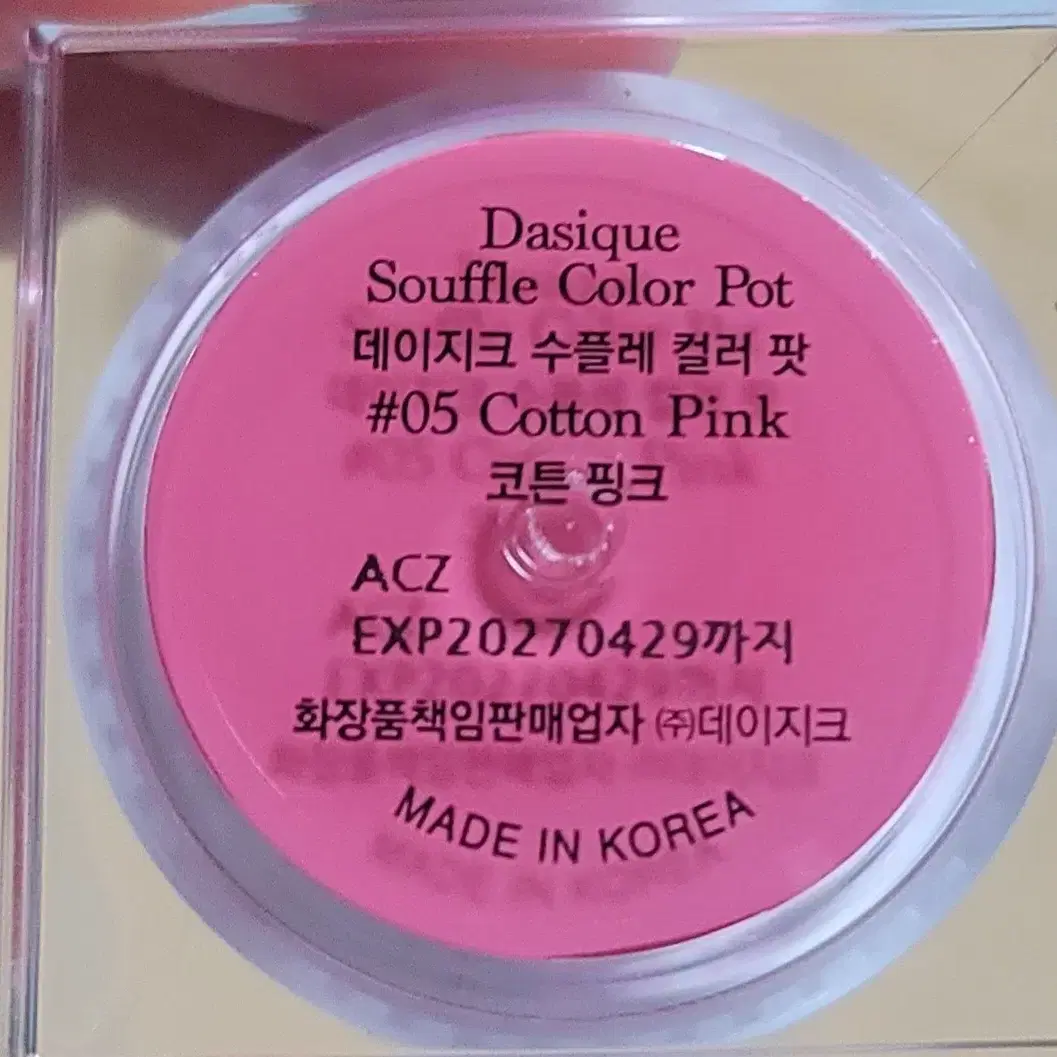 Dasique
Souffle Color Pot
데이지크 수플레 컬러 팟
#05 Cotton Pink
코튼 핑크
ACZ
EXP20270429까지
화장품책임판매업자 ㈜데이지크
MADE IN KOREA